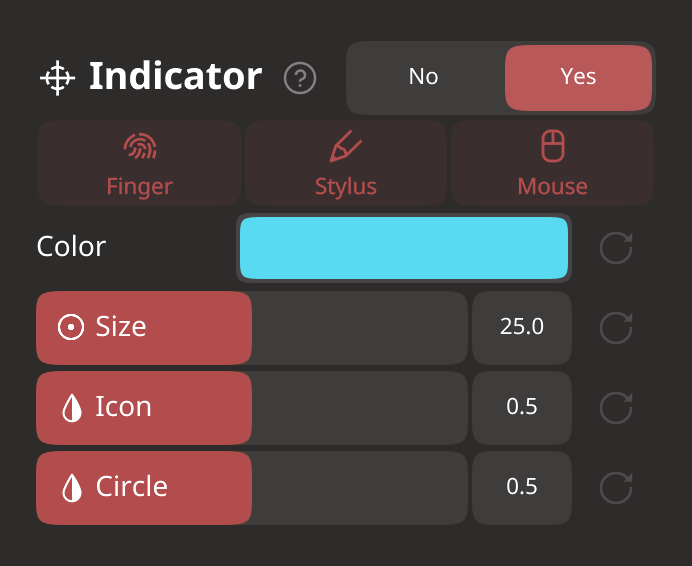 Indicator ? No Yes
Finger Stylus Mouse
Color
Size 25.0
Icon 0.5
Circle 0.5